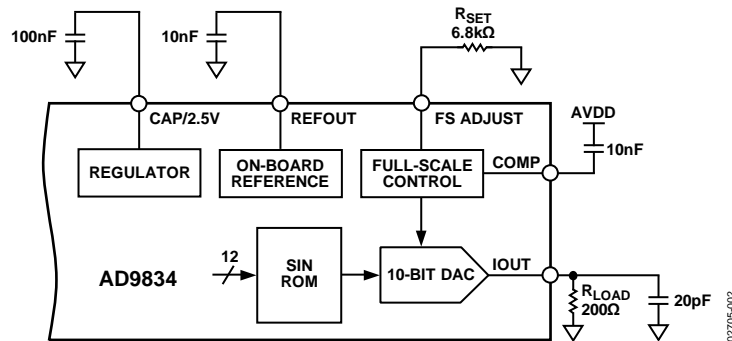 100nF
10nF
RSET
6.8kΩ
CAP/2.5V
REFOUT
FS ADJUST
AVDD
REGULATOR
ON-BOARD
REFERENCE
FULL-SCALE
CONTROL
COMP
10nF
AD9834
12
SIN
ROM
10-BIT DAC
IOUT
RLOAD
200Ω
20pF
02705-002